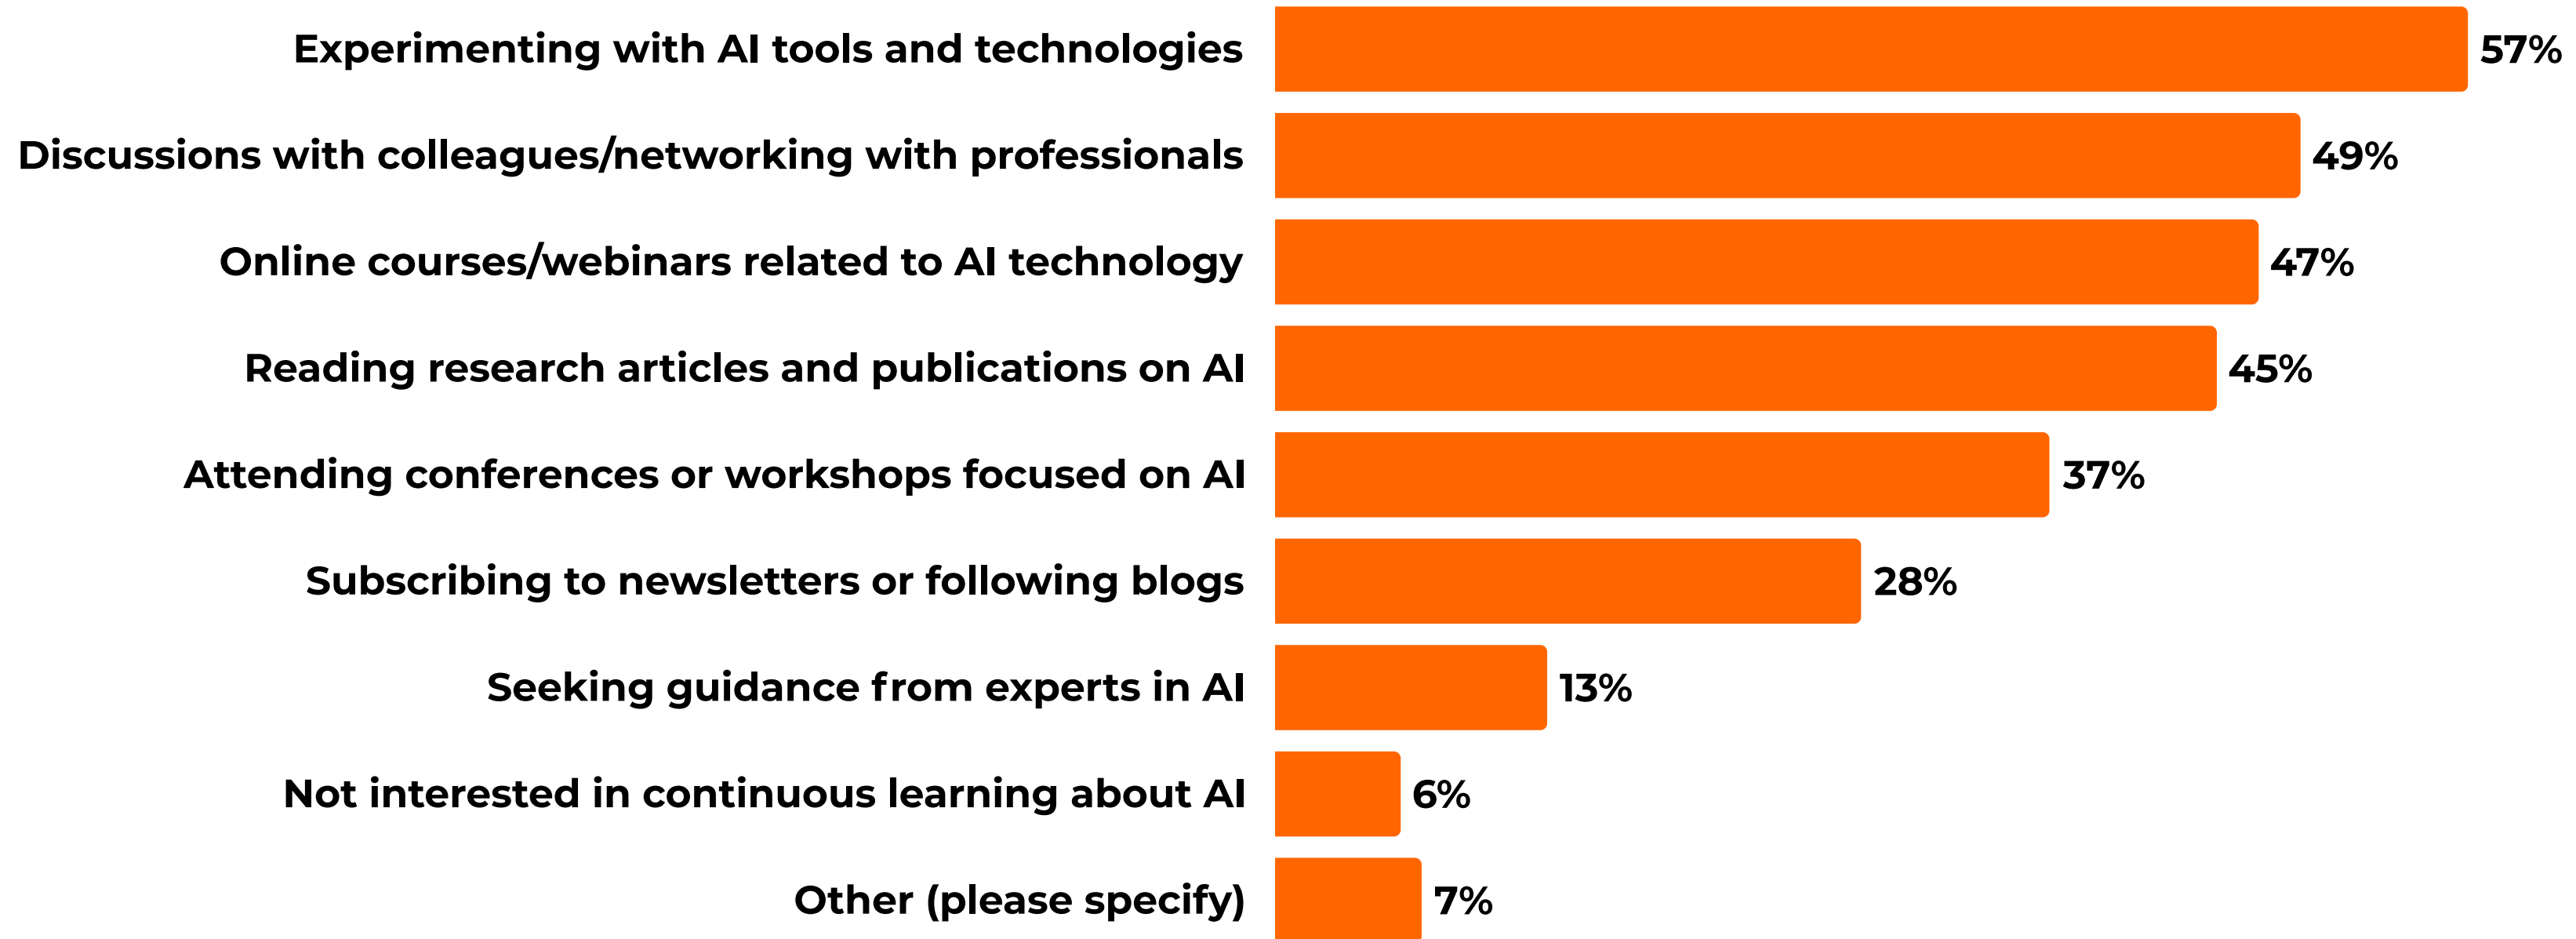 Experimenting with AI tools and technologies 57%
Discussions with colleagues/networking with professionals 49%
Online courses/webinars related to AI technology 47%
Reading research articles and publications on AI 45%
Attending conferences or workshops focused on AI 37%
Subscribing to newsletters or following blogs 28%
Seeking guidance from experts in AI 13%
Not interested in continuous learning about AI 6%
Other (please specify) 7%